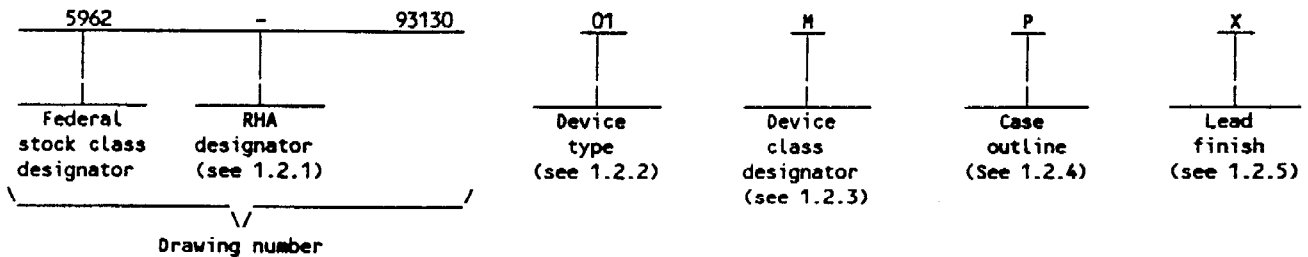 5962 - 93130 01 M P X
Federal stock class designator
RHA designator (see 1.2.1)
Device type (see 1.2.2)
Device class designator (see 1.2.3)
Case outline (See 1.2.4)
Lead finish (see 1.2.5)
Drawing number